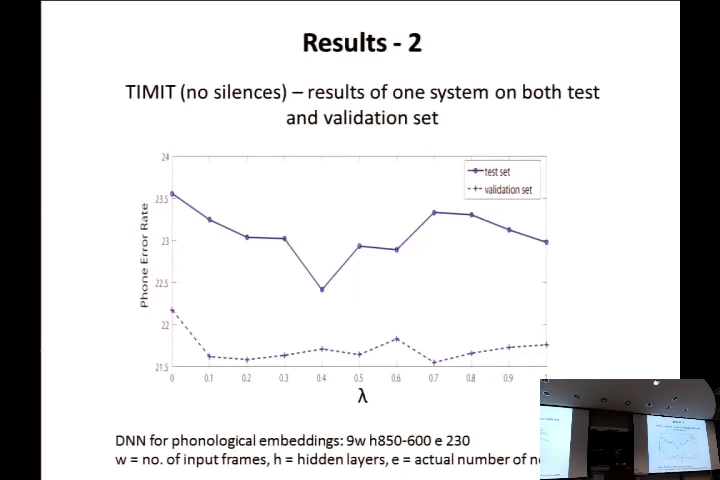 Results - 2
TIMIT (no silences) – results of one system on both test
and validation set
24
23.5
23
22.5
22
21.5
Phone Error Rate
test set
validation set
0 0.1 0.2 0.3 0.4 0.5 0.6 0.7 0.8 0.9 1
λ
DNN for phonological embeddings: 9w h850-600 e 230
w = no. of input frames, h = hidden layers, e = actual number of